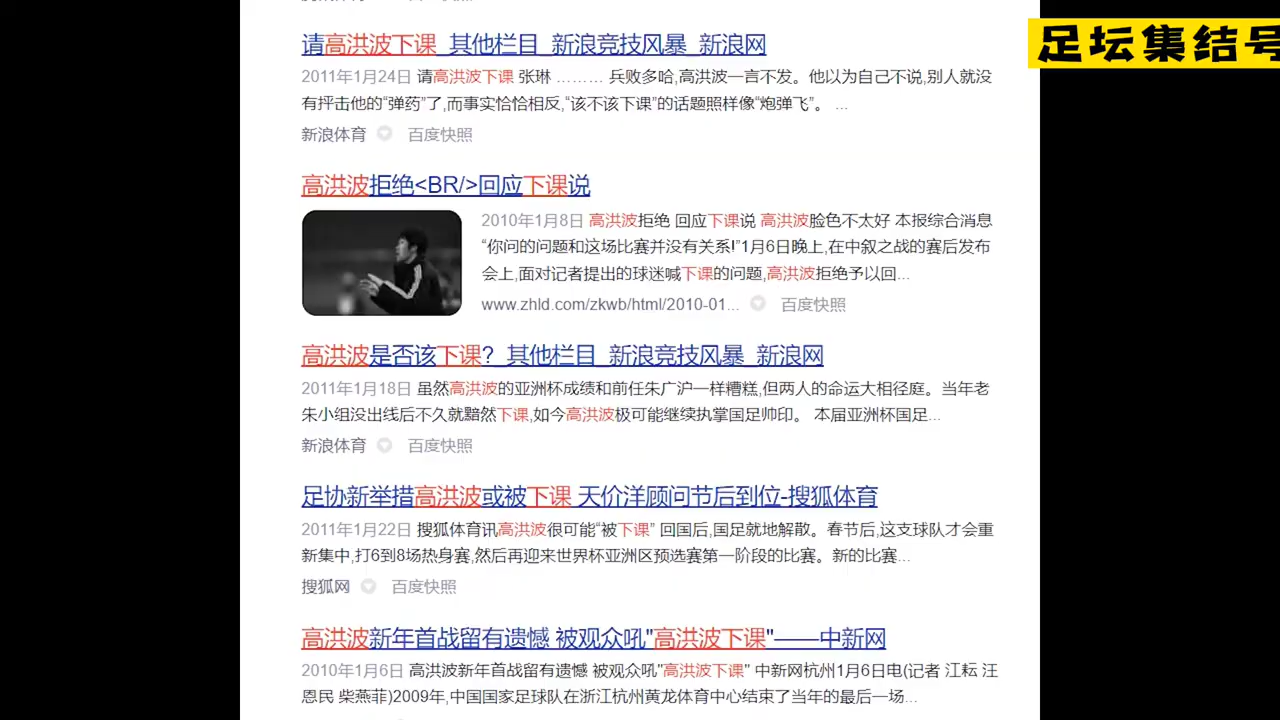 足坛集结号
请高洪波下课_其他栏目_新浪竞技风暴_新浪网
2011年1月24日 请高洪波下课 张琳 ……… 兵败多哈,高洪波一言不发。他以为自己不说,别人就没
有抨击他的“弹药”了,而事实恰恰相反,“该不该下课”的话题照样像“炮弹飞”。 ...
新浪体育 百度快照
高洪波拒绝<BR/>回应下课说
2010年1月8日 高洪波拒绝 回应下课说 高洪波脸色不太好 本报综合消息
“你问的问题和这场比赛并没有关系!”1月6日晚上,在中叙之战的赛后发布
会上,面对记者提出的球迷喊下课的问题,高洪波拒绝予以回...
www.zhld.com/zkwb/html/2010-01... 百度快照
高洪波是否该下课?_其他栏目_新浪竞技风暴_新浪网
2011年1月18日 虽然高洪波的亚洲杯成绩和前任朱广沪一样糟糕,但两人的命运大相径庭。当年老
朱小组没出线后不久就黯然下课,如今高洪波极可能继续执掌国足帅印。 本届亚洲杯国足...
新浪体育 百度快照
足协新举措高洪波或被下课 天价洋顾问节后到位-搜狐体育
2011年1月22日 搜狐体育讯高洪波很可能“被下课” 回国后,国足就地解散。春节后,这支球队才会重
新集中,打6到8场热身赛,然后再迎来世界杯亚洲区预选赛第一阶段的比赛。新的比赛...
搜狐网 百度快照
高洪波新年首战留有遗憾 被观众吼"高洪波下课"——中新网
2010年1月6日 高洪波新年首战留有遗憾 被观众吼"高洪波下课" 中新网杭州1月6日电(记者 江耘 汪
恩民 柴燕菲)2009年,中国国家足球队在浙江杭州黄龙体育中心结束了当年的最后一场...